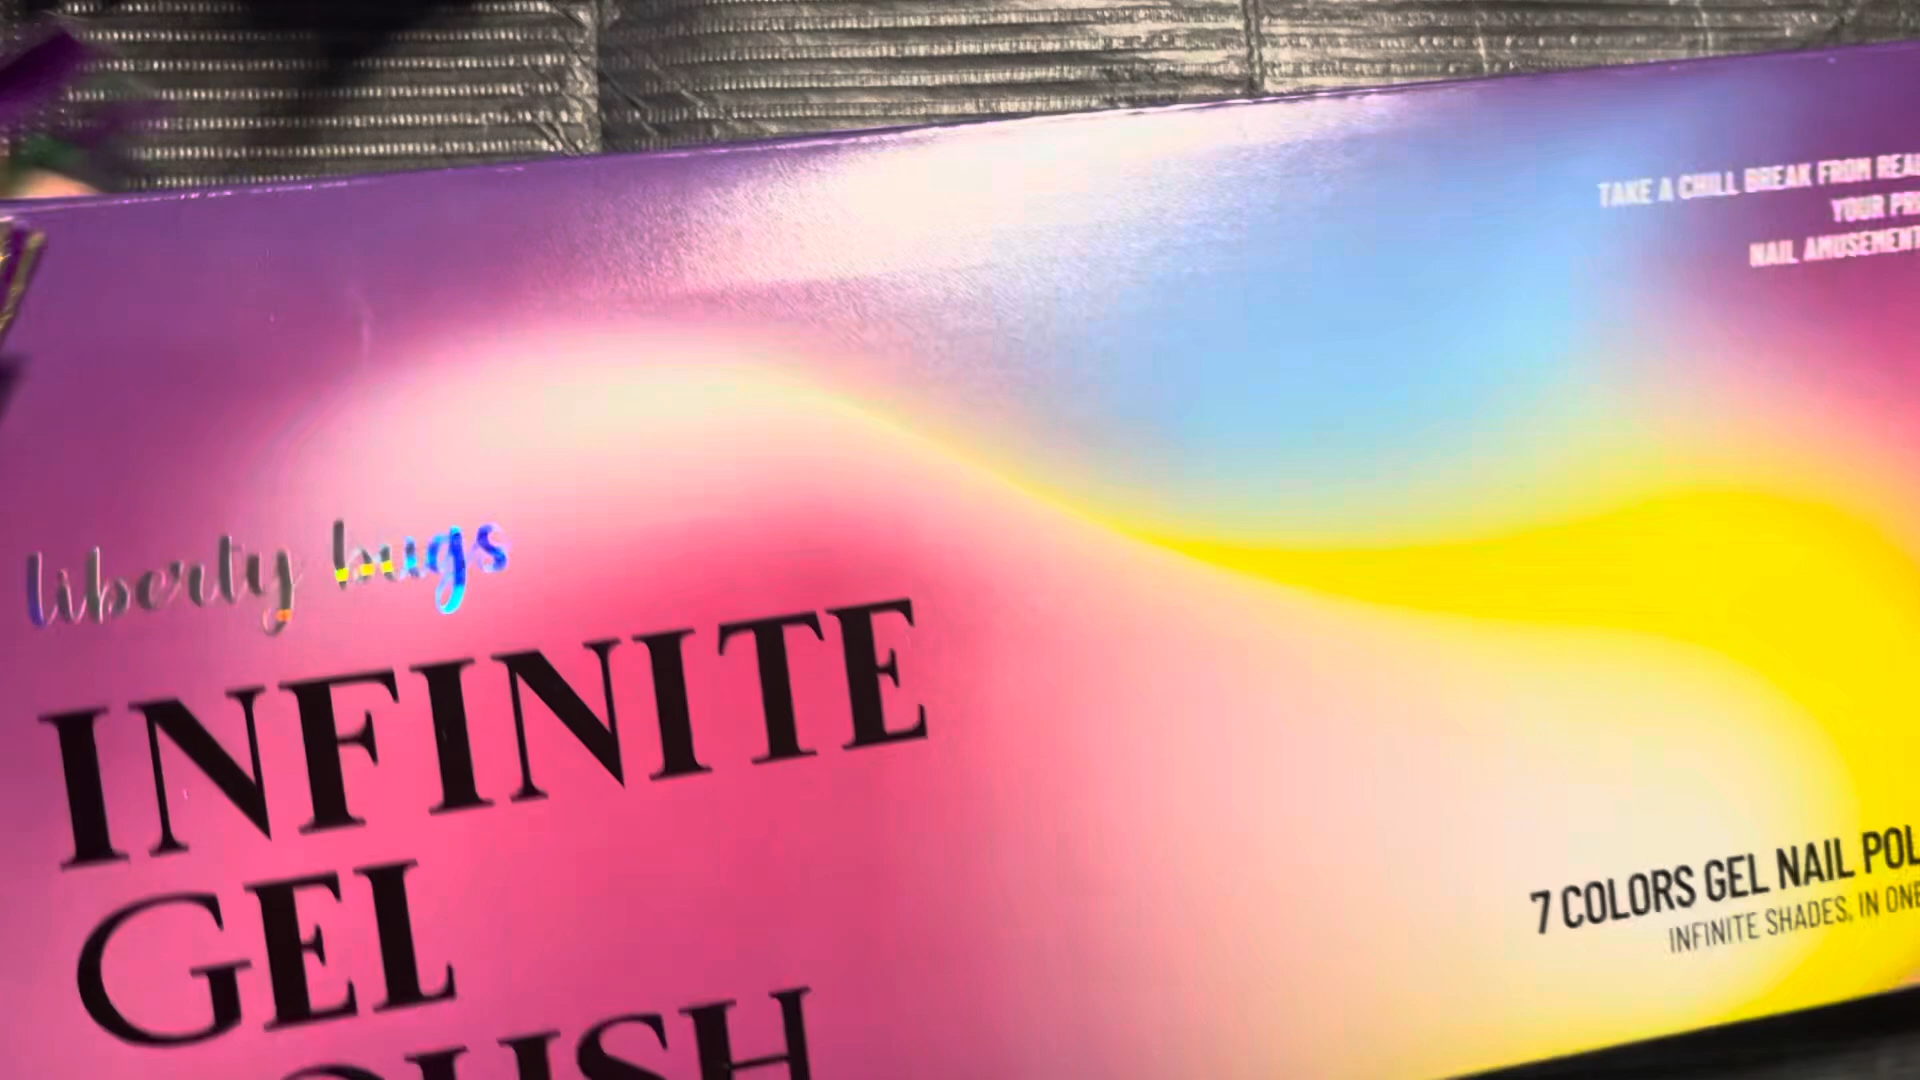 TAKE A CHILL BREAK FROM
YOUR
NAIL
liberty bugs
INFINITE
GEL
7 COLORS GEL NAIL
INFINITE SHADES, IN